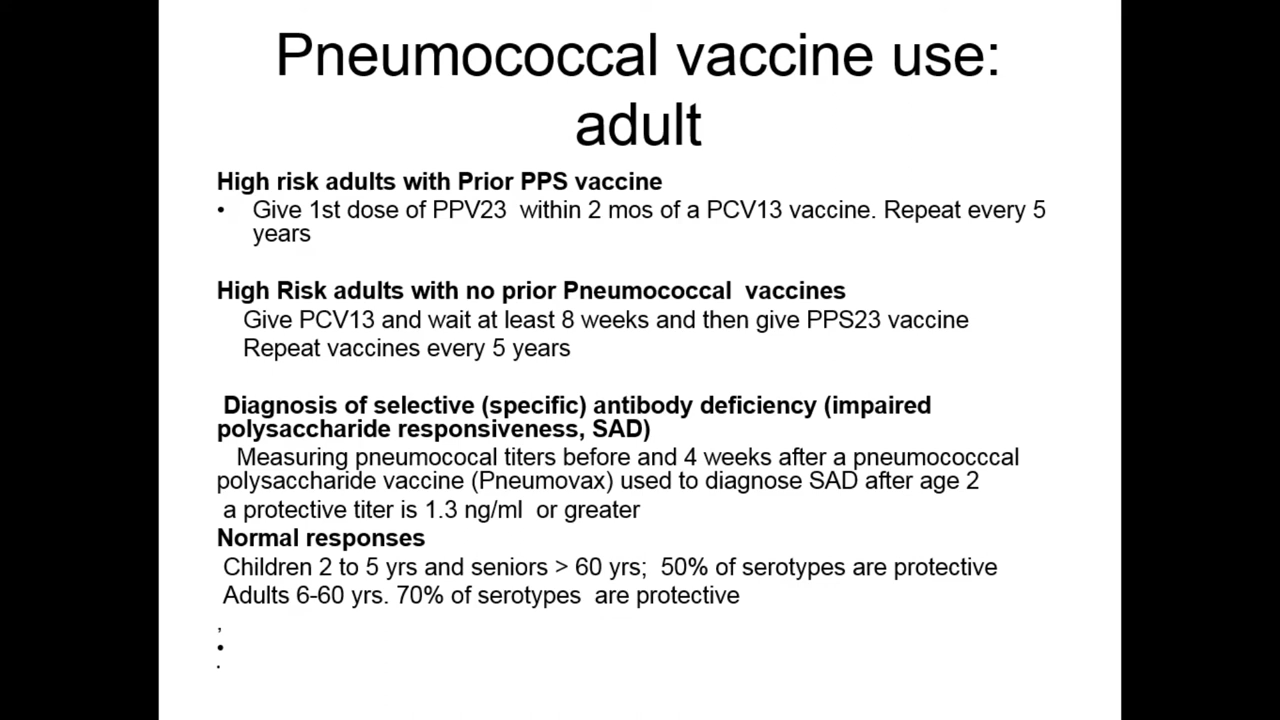 Pneumococcal vaccine use:
adult
High risk adults with Prior PPS vaccine
• Give 1st dose of PPV23 within 2 mos of a PCV13 vaccine. Repeat every 5
years
High Risk adults with no prior Pneumococcal vaccines
Give PCV13 and wait at least 8 weeks and then give PPS23 vaccine
Repeat vaccines every 5 years
Diagnosis of selective (specific) antibody deficiency (impaired
polysaccharide responsiveness, SAD)
Measuring pneumococal titers before and 4 weeks after a pneumococccal
polysaccharide vaccine (Pneumovax) used to diagnose SAD after age 2
a protective titer is 1.3 ng/ml or greater
Normal responses
Children 2 to 5 yrs and seniors > 60 yrs; 50% of serotypes are protective
Adults 6-60 yrs. 70% of serotypes are protective
,
•
.